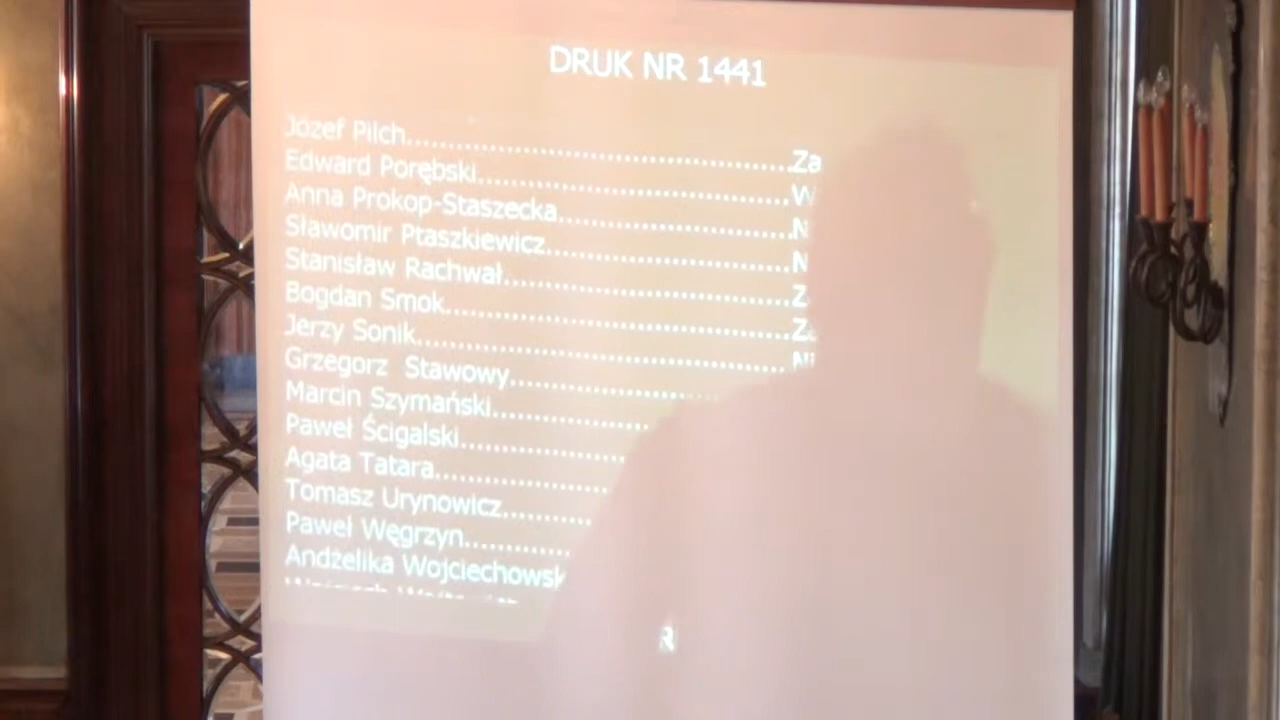 DRUK NR 1441
Józef Pilch..................................................Za
Edward Porębski..........................................W
Anna Prokop-Staszecka...............................N
Sławomir Ptaszkiewicz................................N
Stanisław Rachwał......................................Z
Bogdan Smok.............................................Za
Jerzy Sonik................................................Ni
Grzegorz Stawowy..........................
Marcin Szymański...................
Paweł Ścigalski....................
Agata Tatara.....................
Tomasz Urynowicz...........
Paweł Węgrzyn.............
Andżelika Wojciechowsk
R